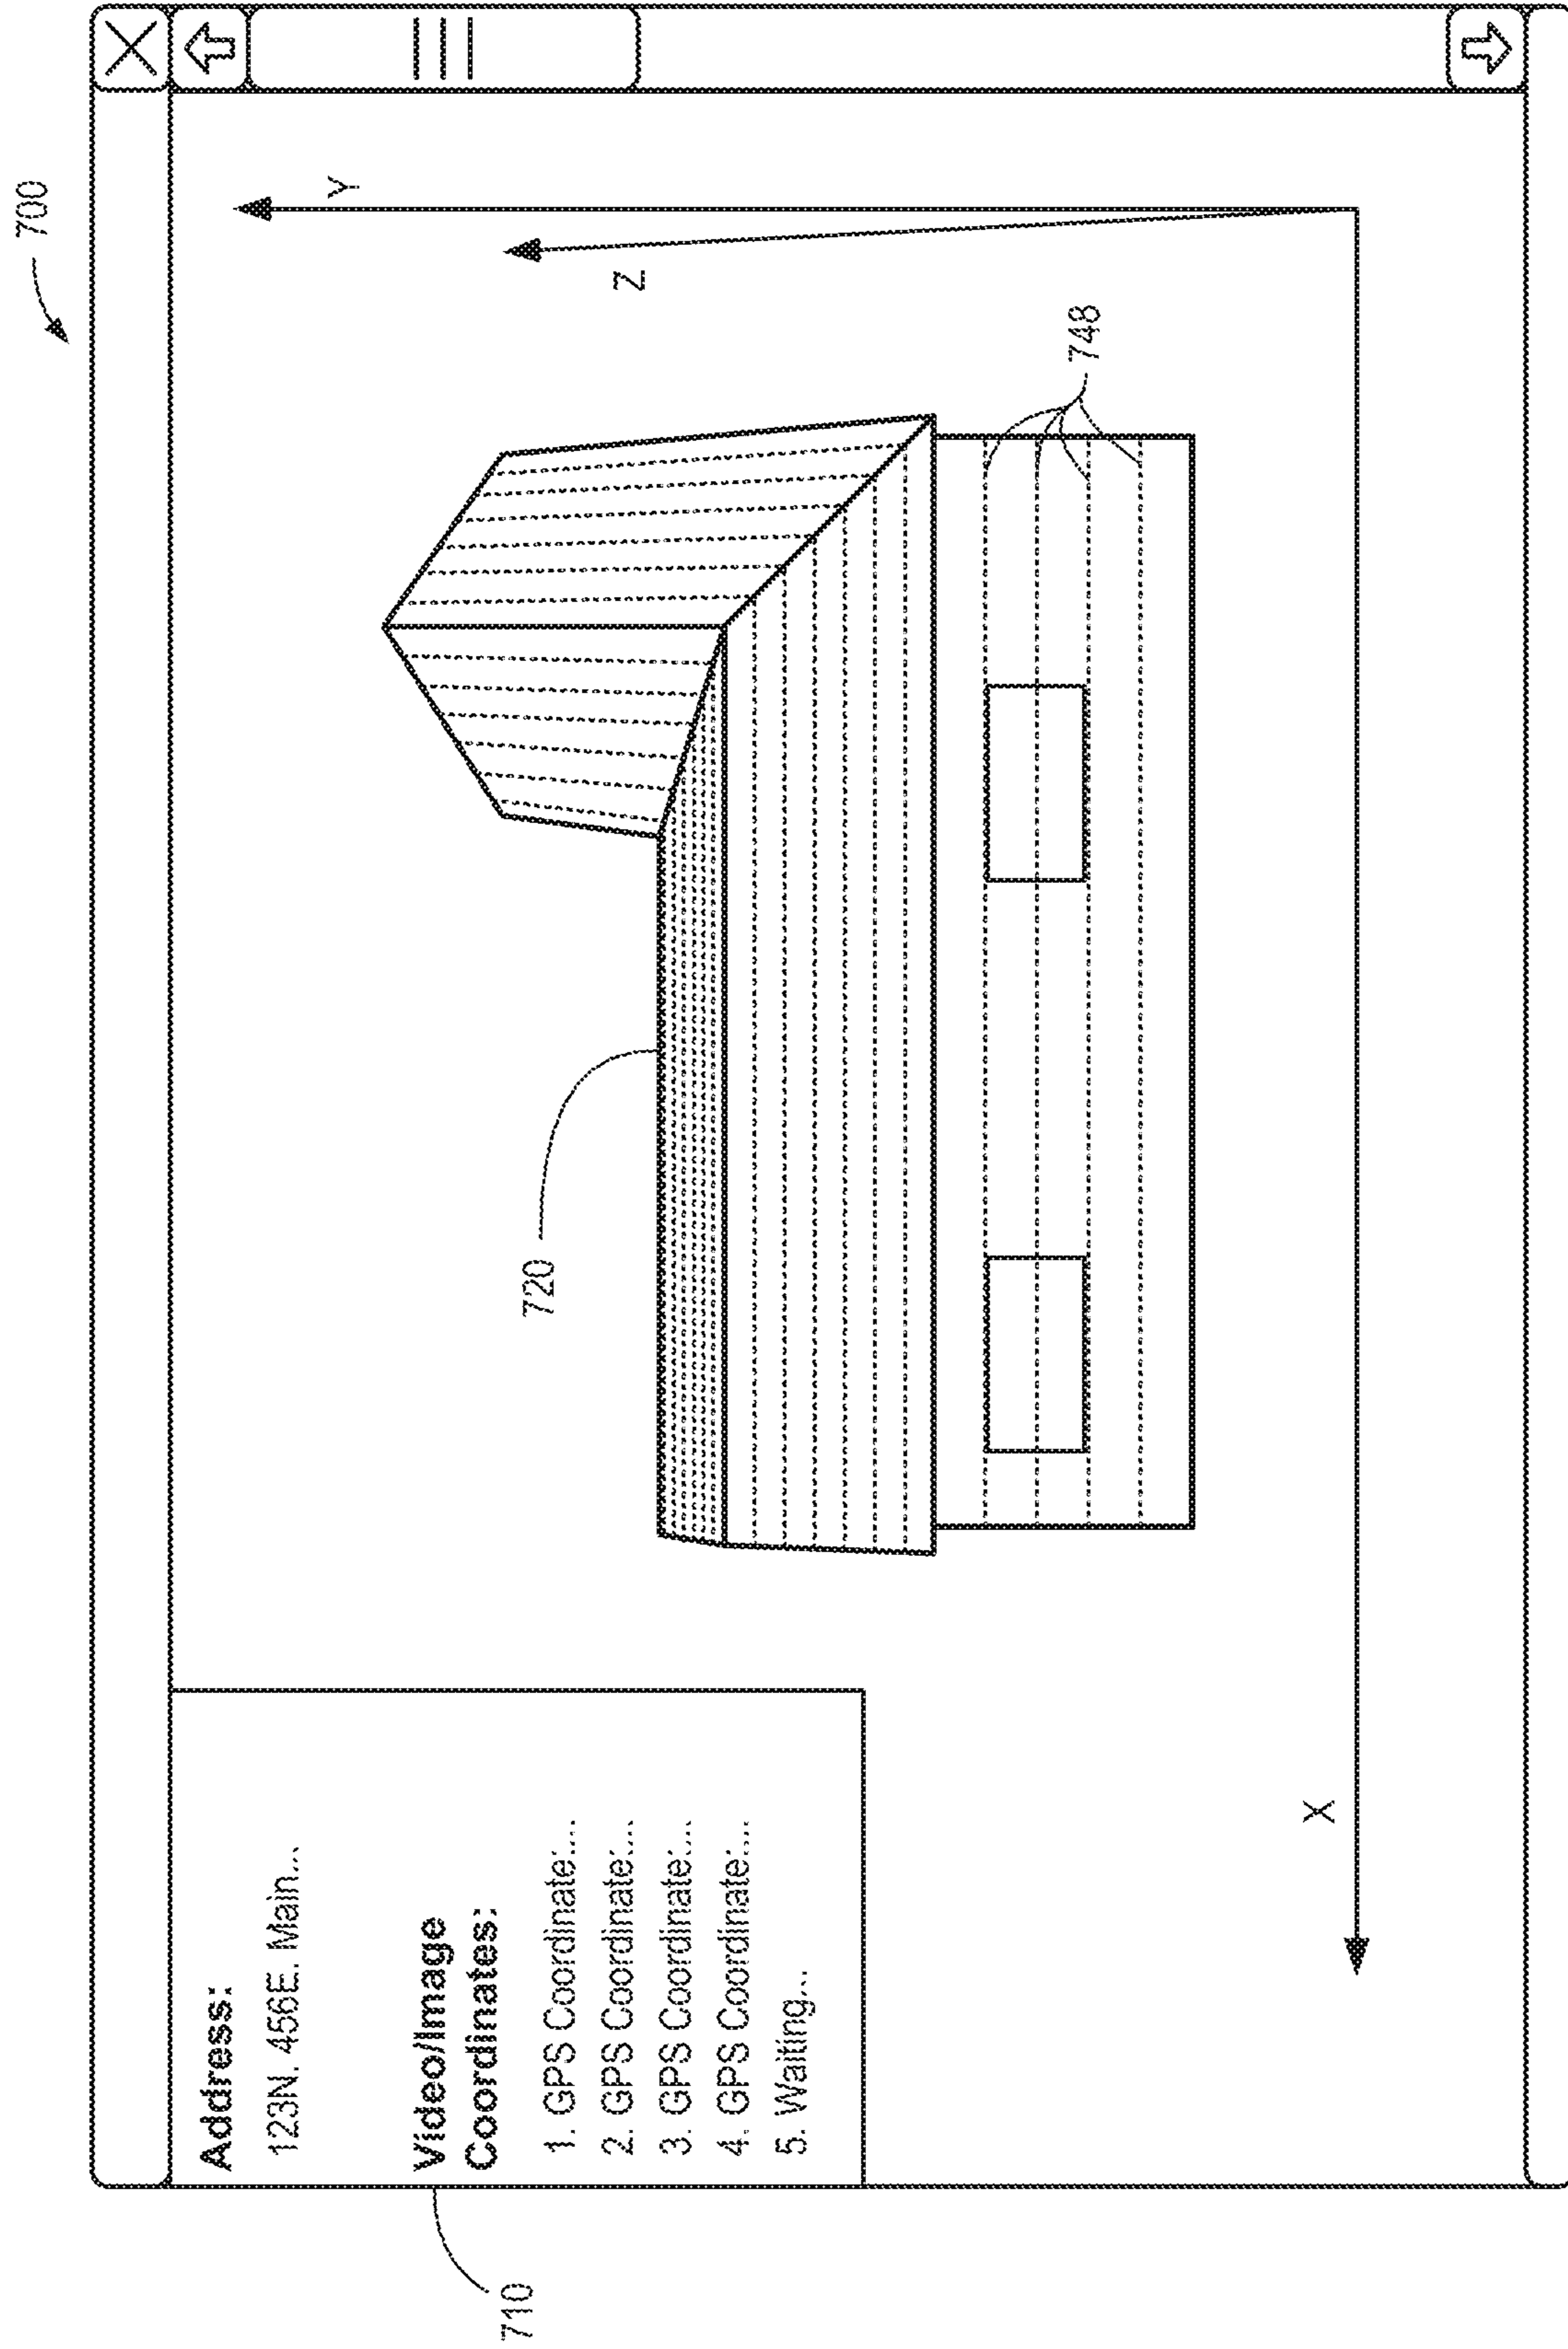 700
Address:
123N. 456E. Main...
Video/Image
Coordinates:
1. GPS Coordinate:...
2. GPS Coordinate:...
3. GPS Coordinate:...
4. GPS Coordinate:...
5. Waiting...
710
720
748
Y
Z
X